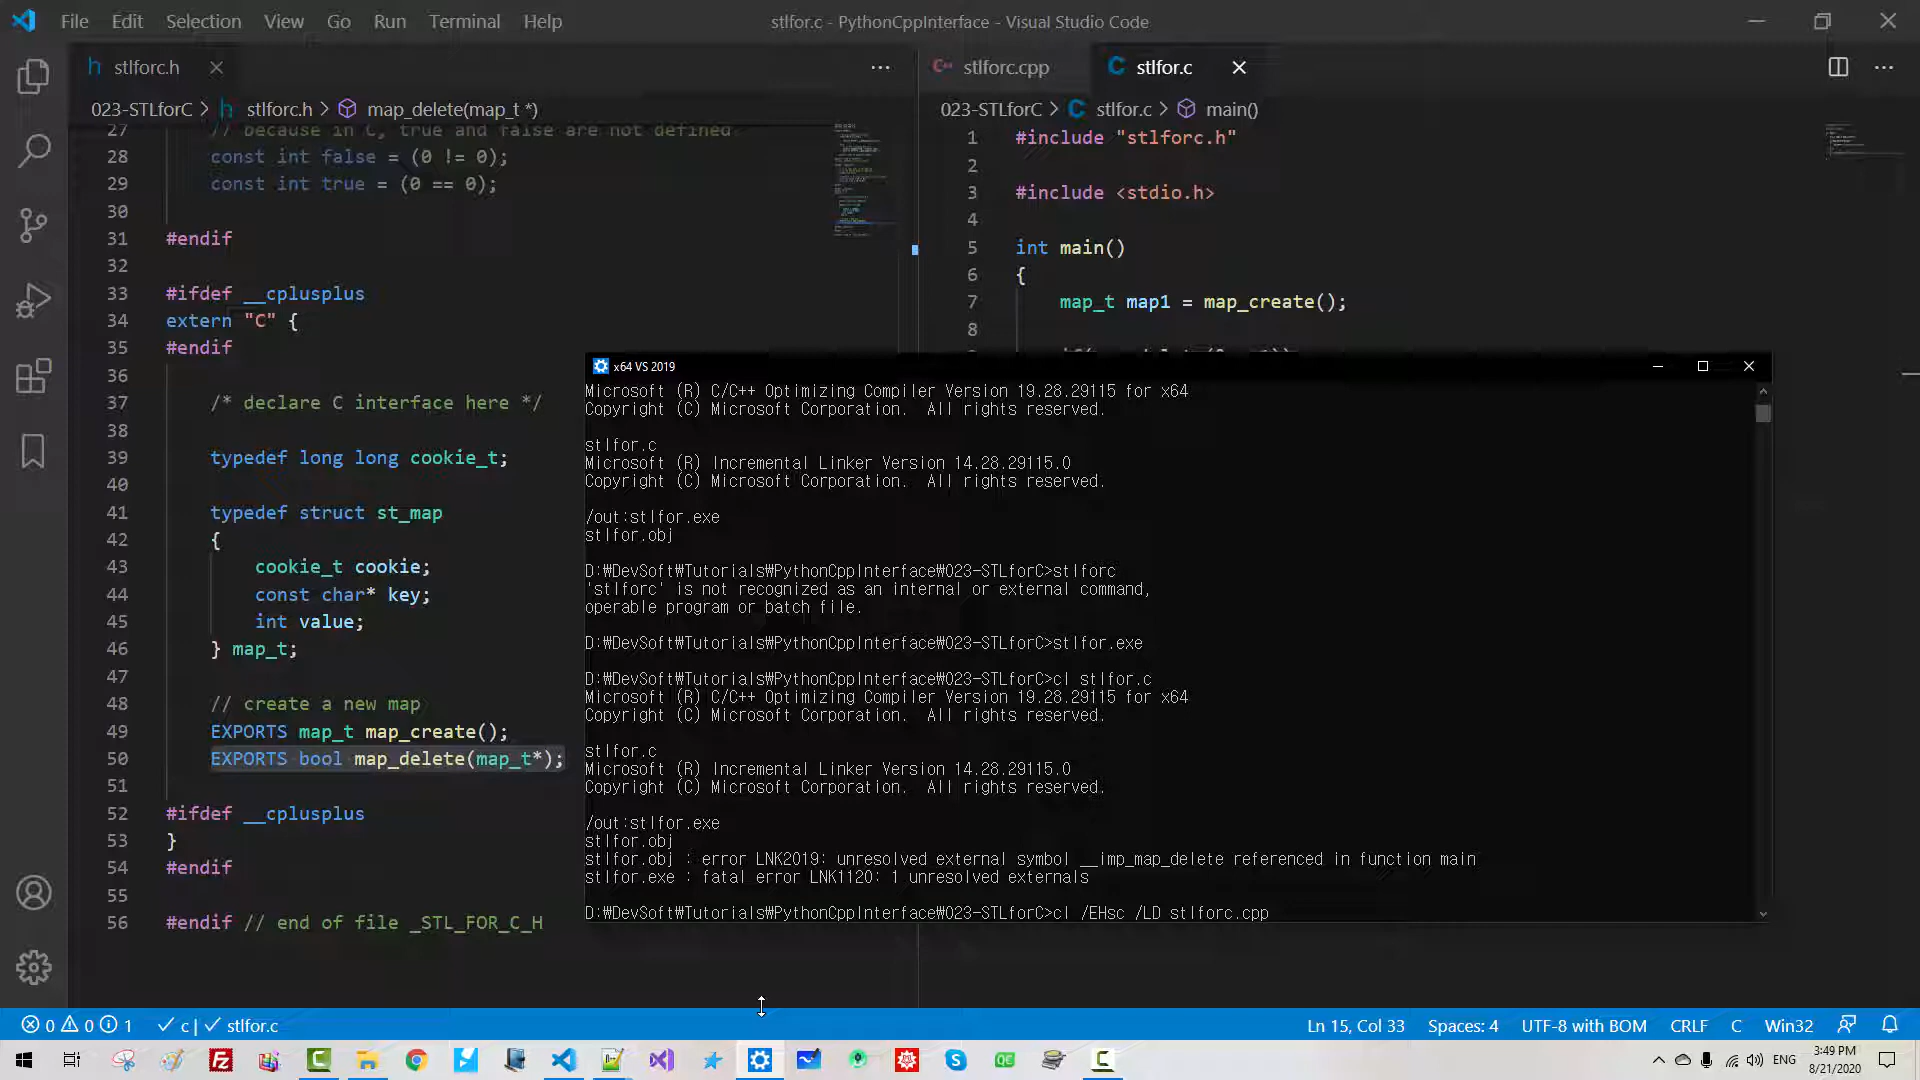 File Edit Selection View Go Run Terminal Help
stlfor.c - PythonCppInterface - Visual Studio Code
stlforc.h
023-STLforC > stlforc.h > map_delete(map_t *)
27 // because in C, true and false are not defined
28 const int false = (0 != 0);
29 const int true = (0 == 0);
30
31 #endif
32
33 #ifdef __cplusplus
34 extern "C" {
35 #endif
36
37 /* declare C interface here */
38
39 typedef long long cookie_t;
40
41 typedef struct st_map
42 {
43 cookie_t cookie;
44 const char* key;
45 int value;
46 } map_t;
47
48 // create a new map
49 EXPORTS map_t map_create();
50 EXPORTS bool map_delete(map_t*);
51
52 #ifdef __cplusplus
53 }
54 #endif
55
56 #endif // end of file _STL_FOR_C_H
stlforc.cpp
stlfor.c
023-STLforC > stlfor.c > main()
1 #include "stlforc.h"
2
3 #include <stdio.h>
4
5 int main()
6 {
7 map_t map1 = map_create();
8
x64 VS 2019
Microsoft (R) C/C++ Optimizing Compiler Version 19.28.29115 for x64
Copyright (C) Microsoft Corporation.  All rights reserved.
stlfor.c
Microsoft (R) Incremental Linker Version 14.28.29115.0
Copyright (C) Microsoft Corporation.  All rights reserved.
/out:stlfor.exe
stlfor.obj
D:₩DevSoft₩Tutorials₩PythonCppInterface₩023-STLforC>stlforc
'stlforc' is not recognized as an internal or external command,
operable program or batch file.
D:₩DevSoft₩Tutorials₩PythonCppInterface₩023-STLforC>stlfor.exe
D:₩DevSoft₩Tutorials₩PythonCppInterface₩023-STLforC>cl stlfor.c
Microsoft (R) C/C++ Optimizing Compiler Version 19.28.29115 for x64
Copyright (C) Microsoft Corporation.  All rights reserved.
stlfor.c
Microsoft (R) Incremental Linker Version 14.28.29115.0
Copyright (C) Microsoft Corporation.  All rights reserved.
/out:stlfor.exe
stlfor.obj
stlfor.obj : error LNK2019: unresolved external symbol __imp_map_delete referenced in function main
stlfor.exe : fatal error LNK1120: 1 unresolved externals
D:₩DevSoft₩Tutorials₩PythonCppInterface₩023-STLforC>cl /EHsc /LD stlforc.cpp
0 0 1 c | stlfor.c
Ln 15, Col 33 Spaces: 4 UTF-8 with BOM CRLF C Win32
ENG
3:49 PM
8/21/2020